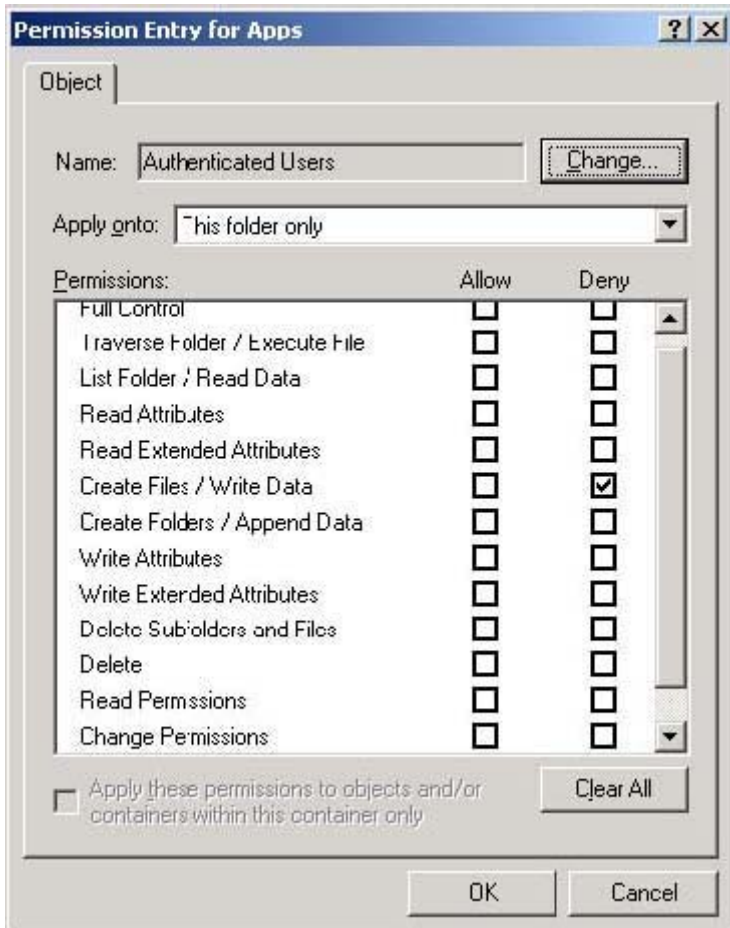 Permission Entry for Apps
Object
Name: Authenticated Users Change...
Apply onto: This folder only
Permissions: Allow Deny
Full Control
Traverse Folder / Execute File
List Folder / Read Data
Read Attributes
Read Extended Attributes
Create Files / Write Data
Create Folders / Append Data
Write Attributes
Write Extended Attributes
Delete Subfolders and Files
Delete
Read Permissions
Change Permissions
Apply these permissions to objects and/or
containers within this container only
Clear All
OK Cancel